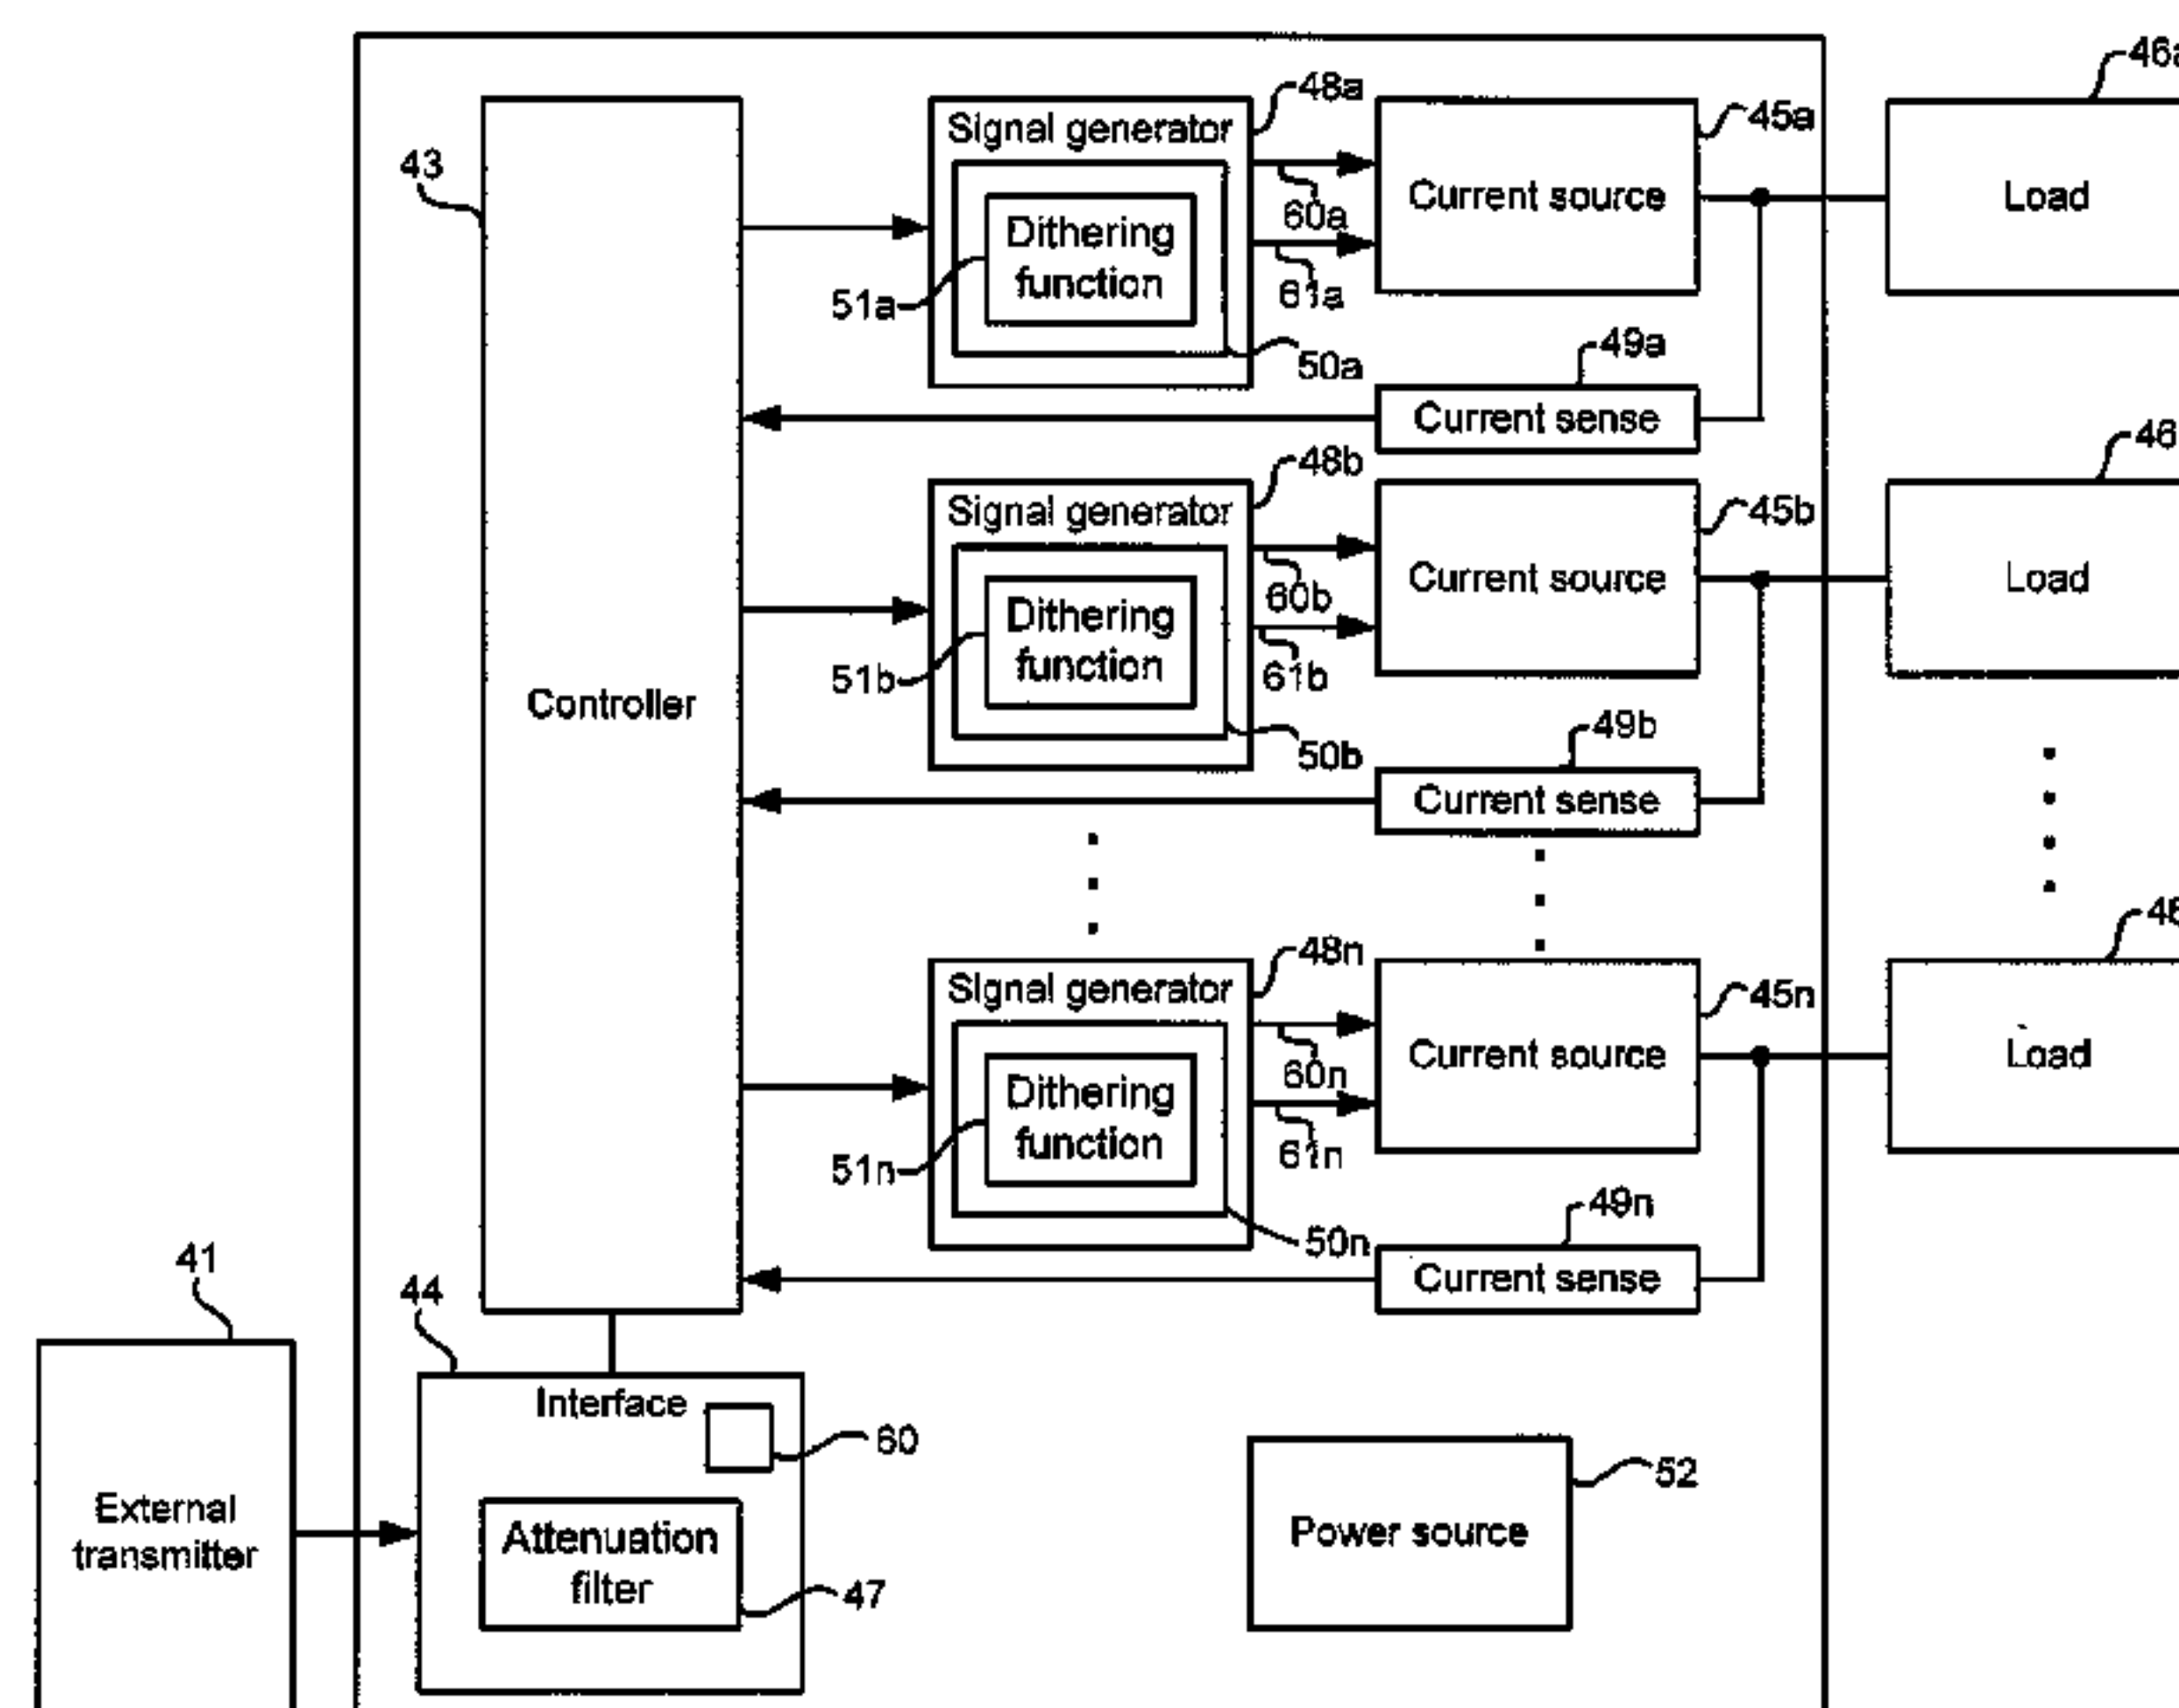 46a
48a
45a
43
Signal generator
Current source
Load
60a
Dithering
function
51a
61a
50a
49a
Current sense
46
48b
45b
Signal generator
Current source
Load
60b
Dithering
function
51b
61b
Controller
50b
49b
Current sense
48n
45n
Signal generator
Current source
Load
60n
Dithering
function
51n
61n
49n
50n
Current sense
41
44
Interface
60
52
External
transmitter
Power source
Attenuation
filter
47